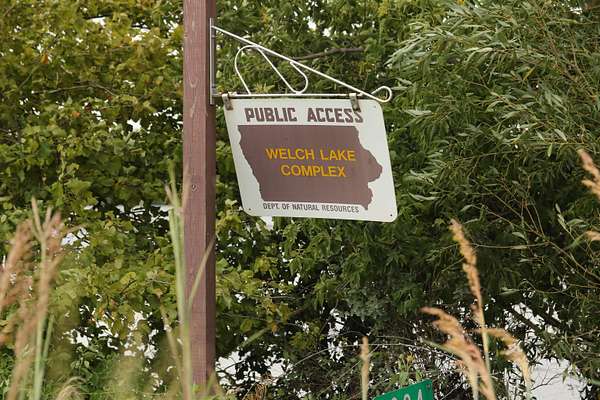 PUBLIC ACCESS
WELCH LAKE
COMPLEX
DEPT. OF NATURAL RESOURCES